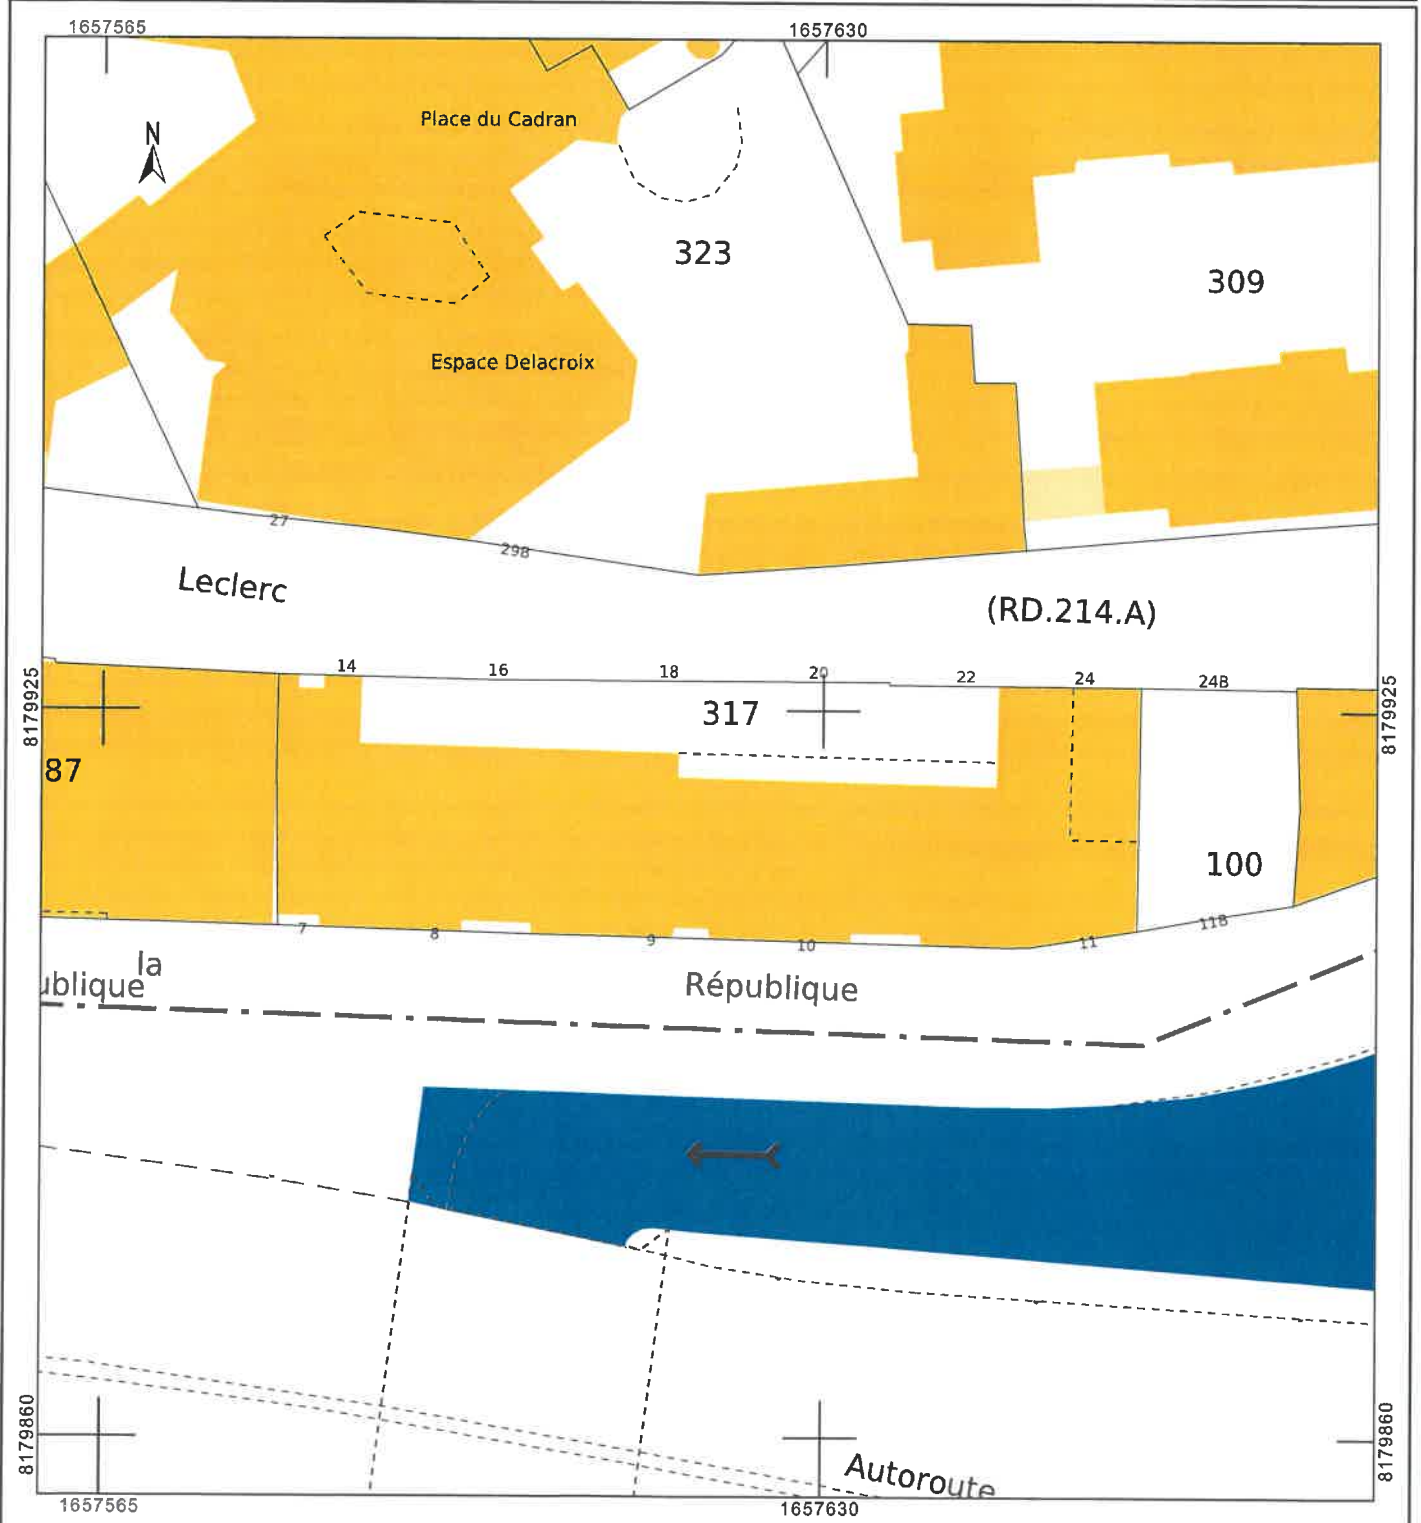 1657565
1657630
Place du Cadran
N
323
309
Espace Delacroix
27
29B
Leclerc
(RD.214.A)
14
16
18
20
22
24
24B
8179925
8179925
317
87
100
7
8
9
10
11
11B
la
ublique
République
8179860
8179860
Autoroute
1657565
1657630